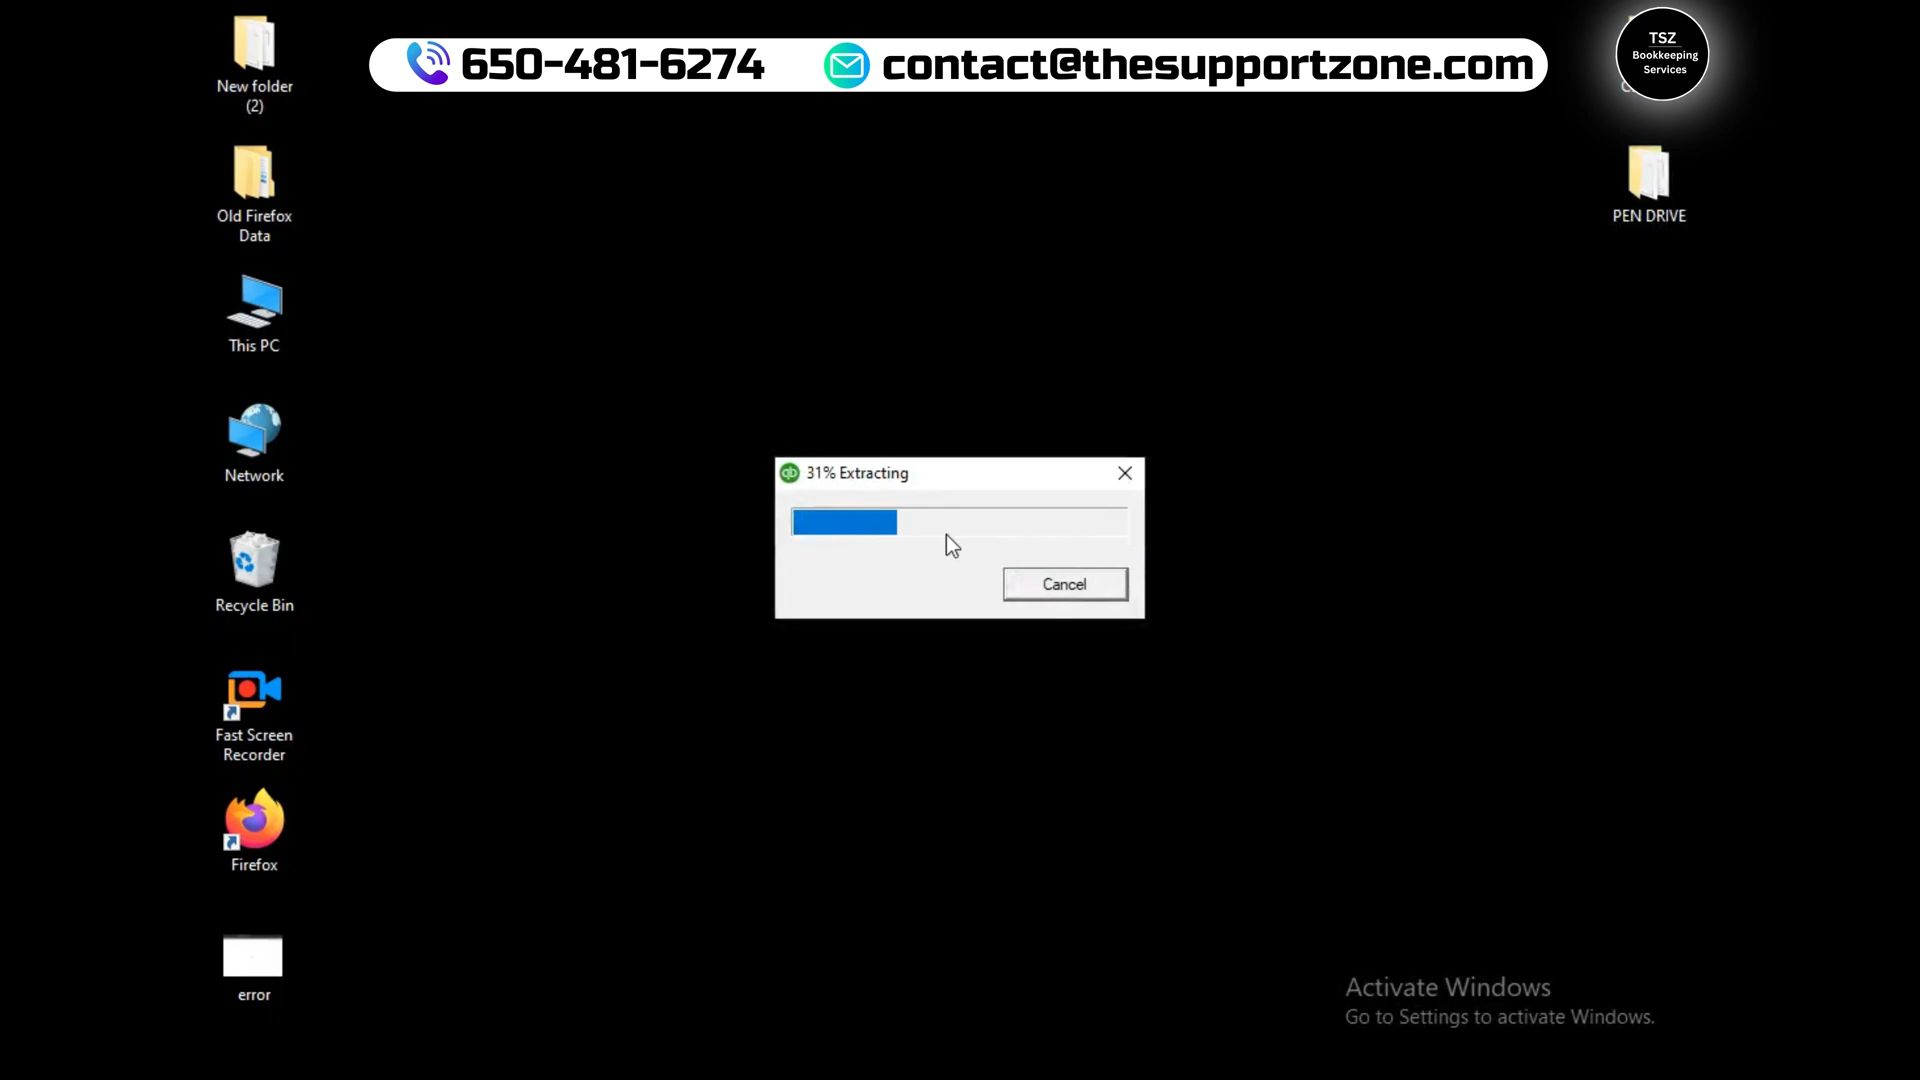 650-481-6274
contact@thesupportzone.com
TSZ
Bookkeeping
Services
New folder
(2)
Old Firefox
Data
PEN DRIVE
This PC
Network
qb
31% Extracting
Cancel
Recycle Bin
Fast Screen
Recorder
Firefox
error
Activate Windows
Go to Settings to activate Windows.